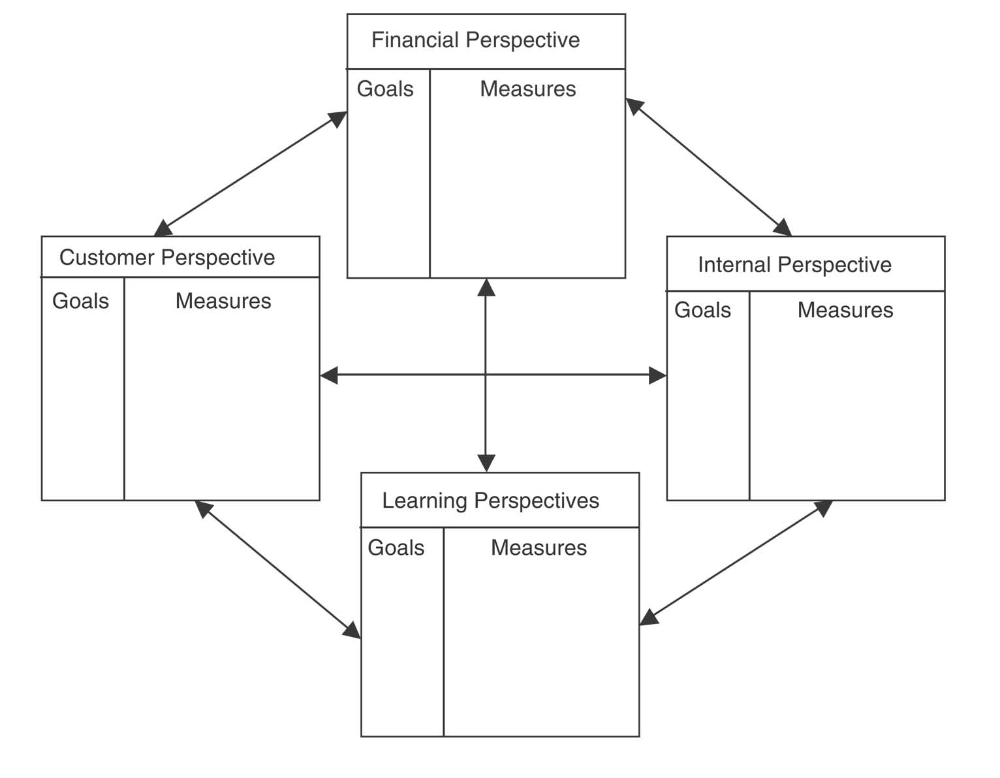 Financial Perspective
Goals
Measures
Customer Perspective
Goals
Measures
Internal Perspective
Goals
Measures
Learning Perspectives
Goals
Measures